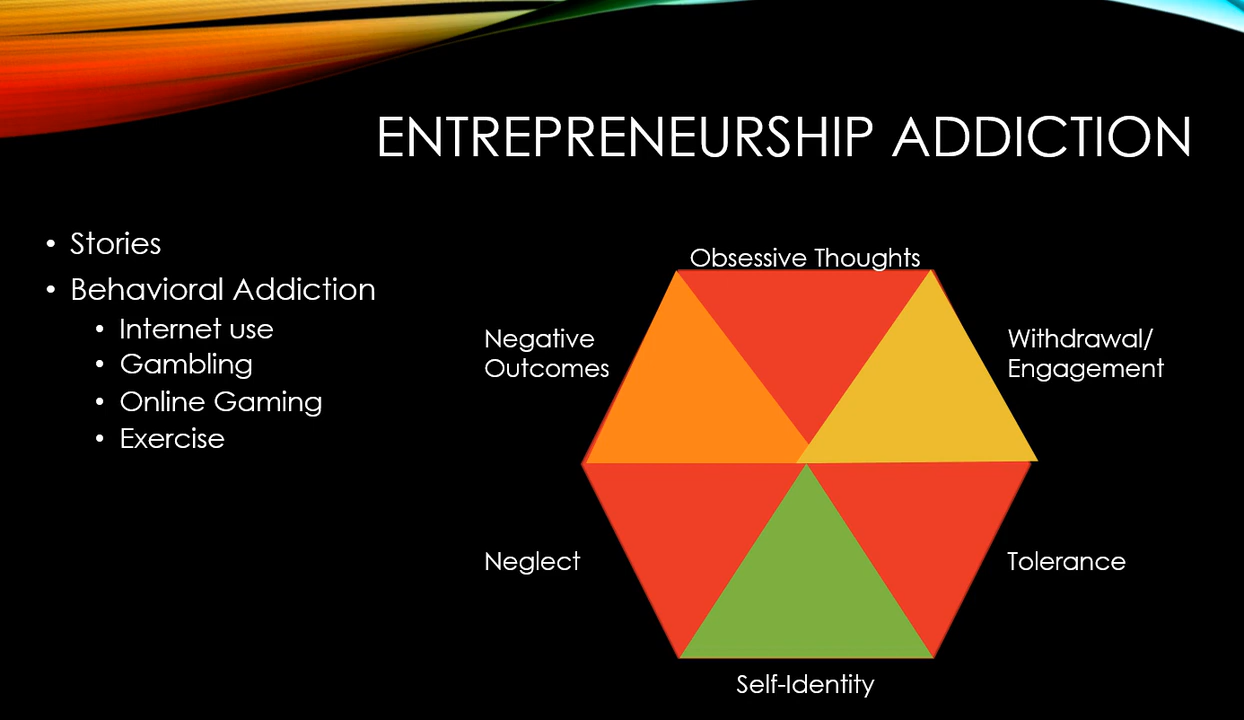 ENTREPRENEURSHIP ADDICTION
• Stories
• Behavioral Addiction
• Internet use
• Gambling
• Online Gaming
• Exercise
Obsessive Thoughts
Negative
Outcomes
Withdrawal/
Engagement
Neglect
Tolerance
Self-Identity